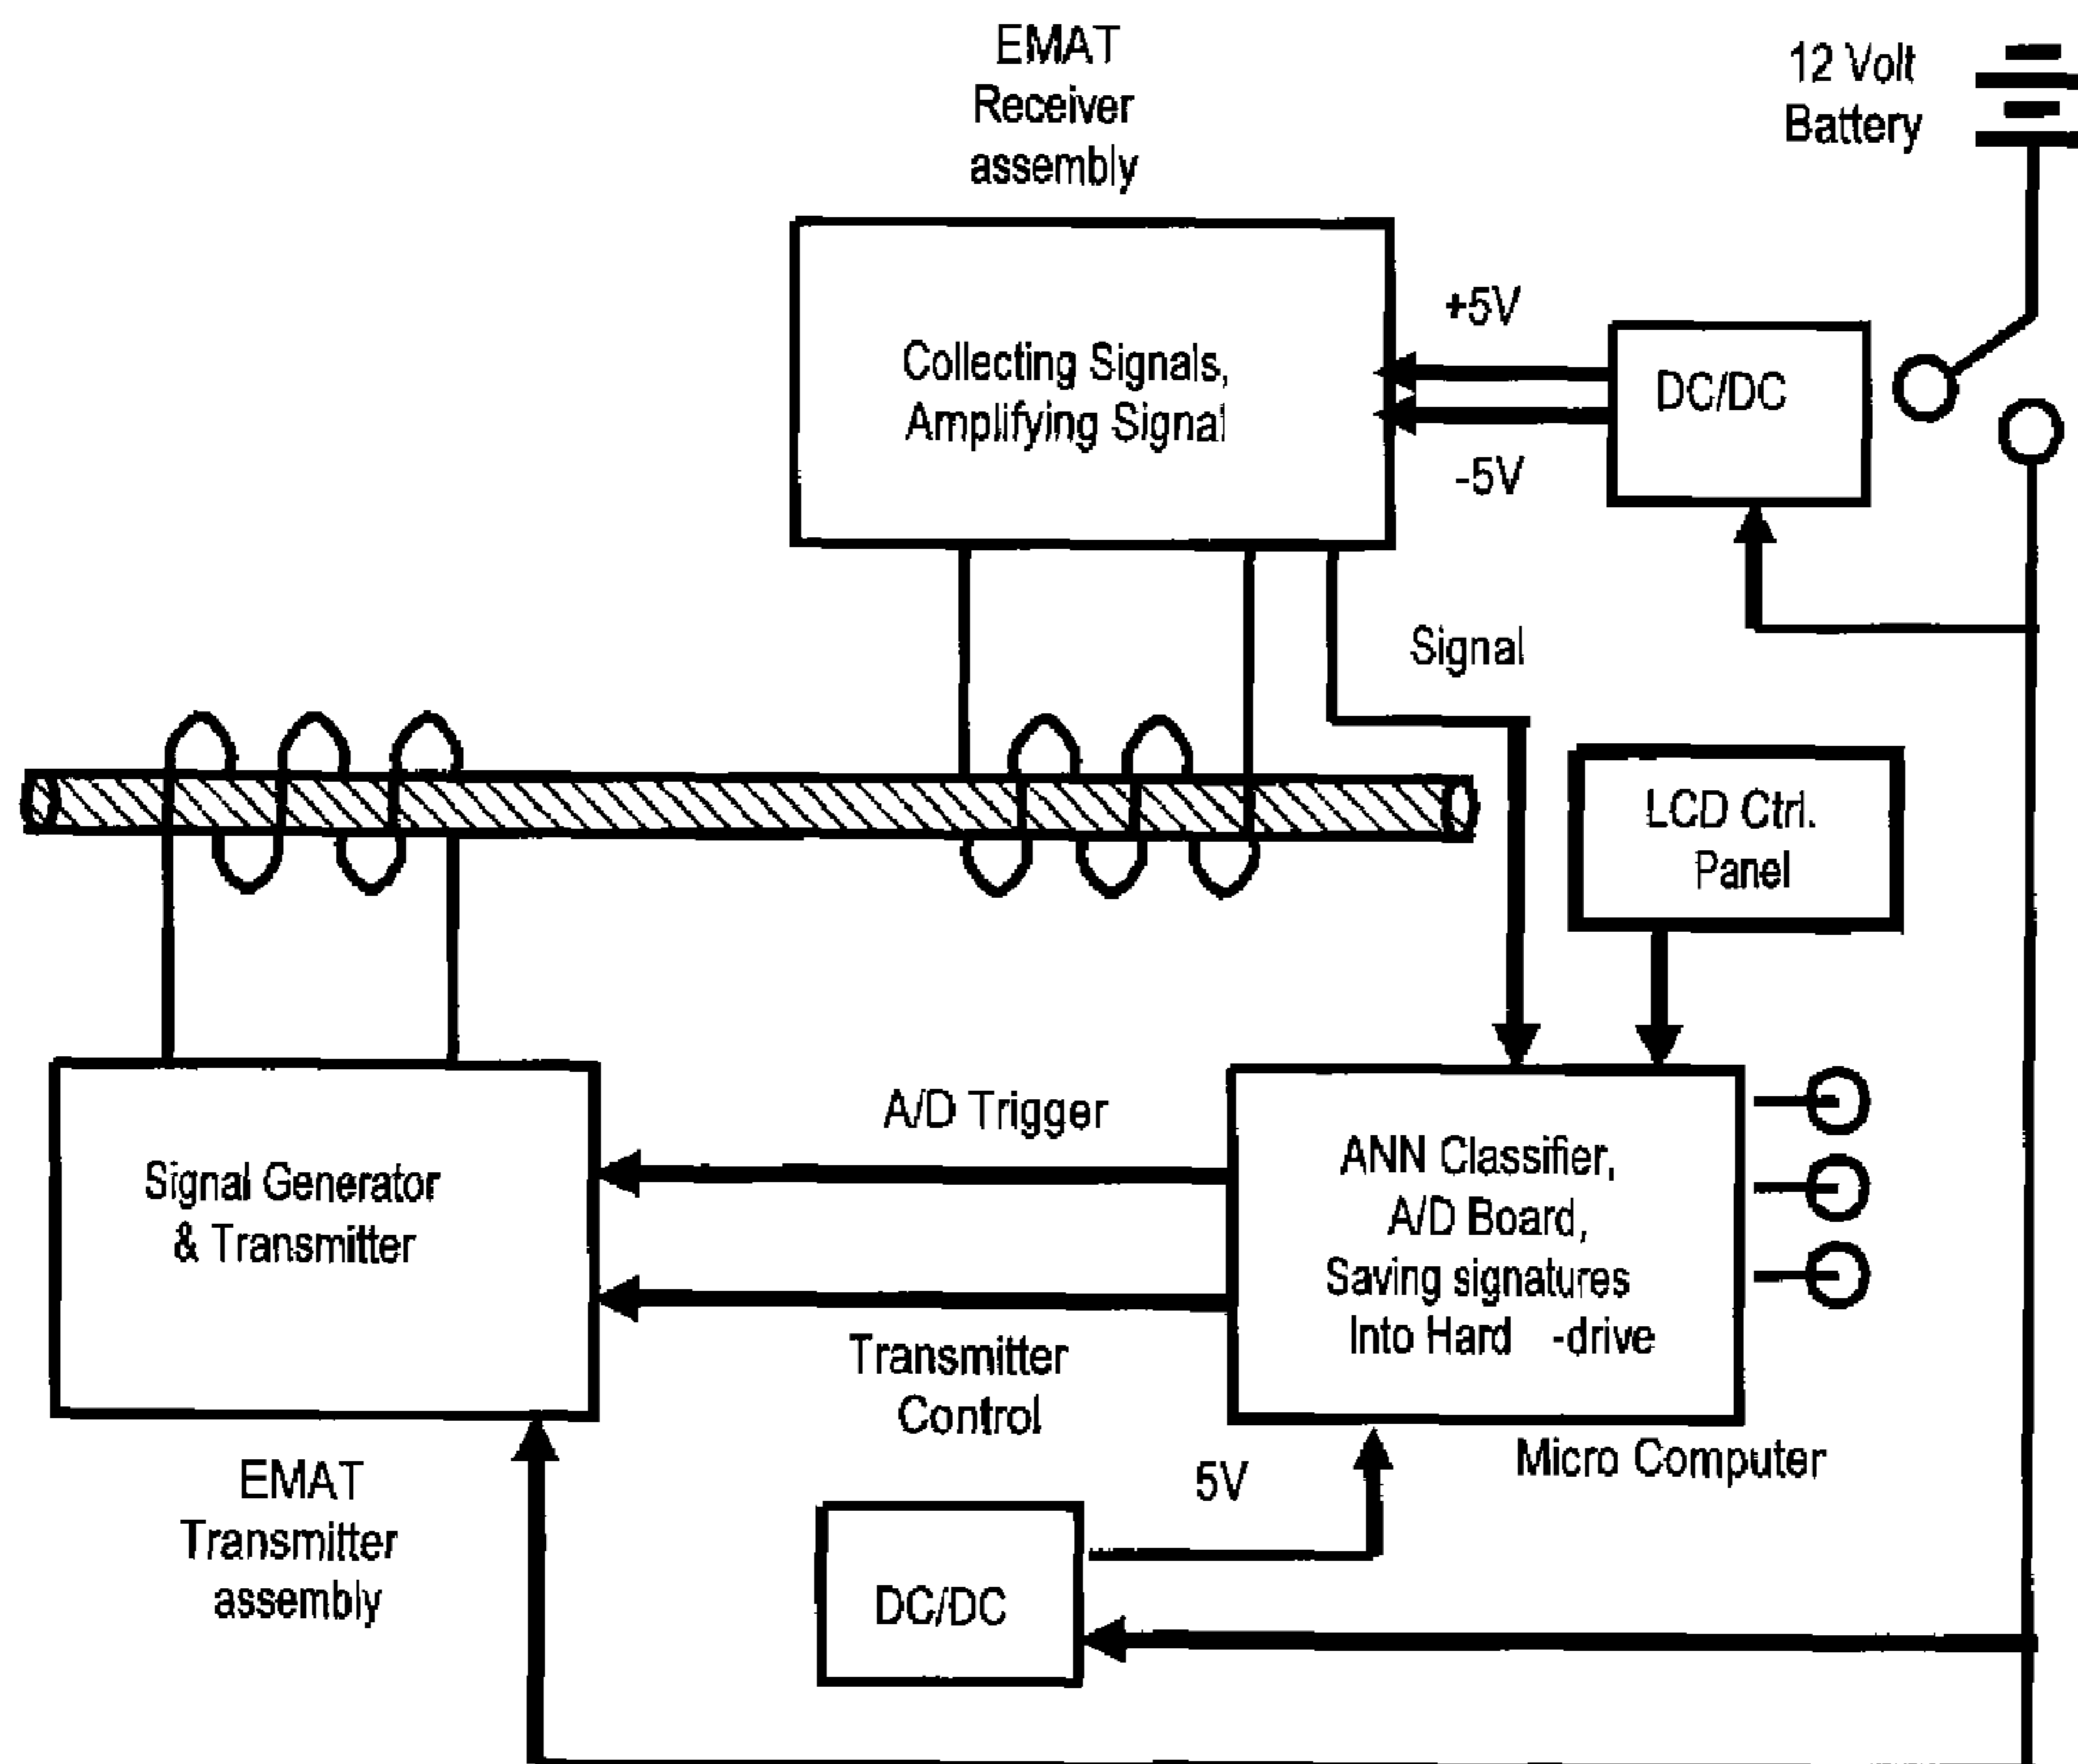 EMAT
Receiver
assembly
12 Volt
Battery
Collecting Signals,
Amplifying Signal
+5V
-5V
DC/DC
Signal
LCD Ctrl.
Panel
A/D Trigger
Signal Generator
& Transmitter
ANN Classifier,
A/D Board,
Saving signatures
Into Hard -drive
Transmitter
Control
Micro Computer
EMAT
Transmitter
assembly
5V
DC/DC